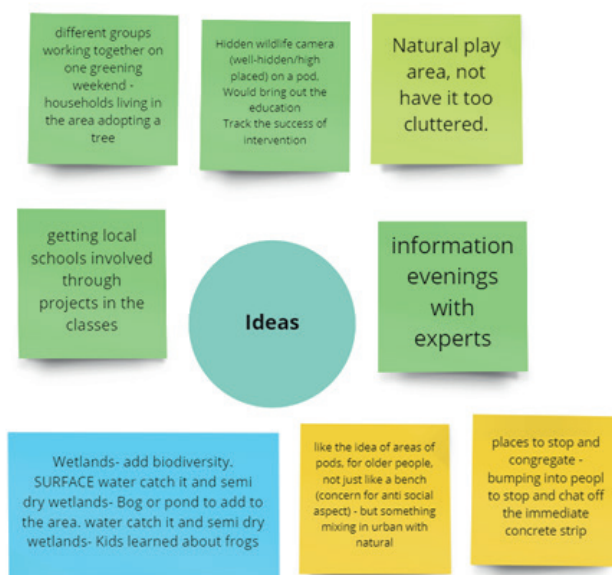 different groups
working together on
one greening
weekend -
households living in
the area adopting a
tree
Hidden wildlife camera
(well-hidden/high
placed) on a pod.
Would bring out the
education
Track the success of
intervention
Natural play
area, not
have it too
cluttered.
getting local
schools involved
through
projects in the
classes
Ideas
information
evenings
with
experts
Wetlands- add biodiversity.
SURFACE water catch it and semi
dry wetlands- Bog or pond to add to
the area. water catch it and semi dry
wetlands- Kids learned about frogs
like the idea of areas of
pods, for older people,
not just like a bench
(concern for anti social
aspect) - but something
mixing in urban with
natural
places to stop and
congregate -
bumping into peopl
to stop and chat off
the immediate
concrete strip